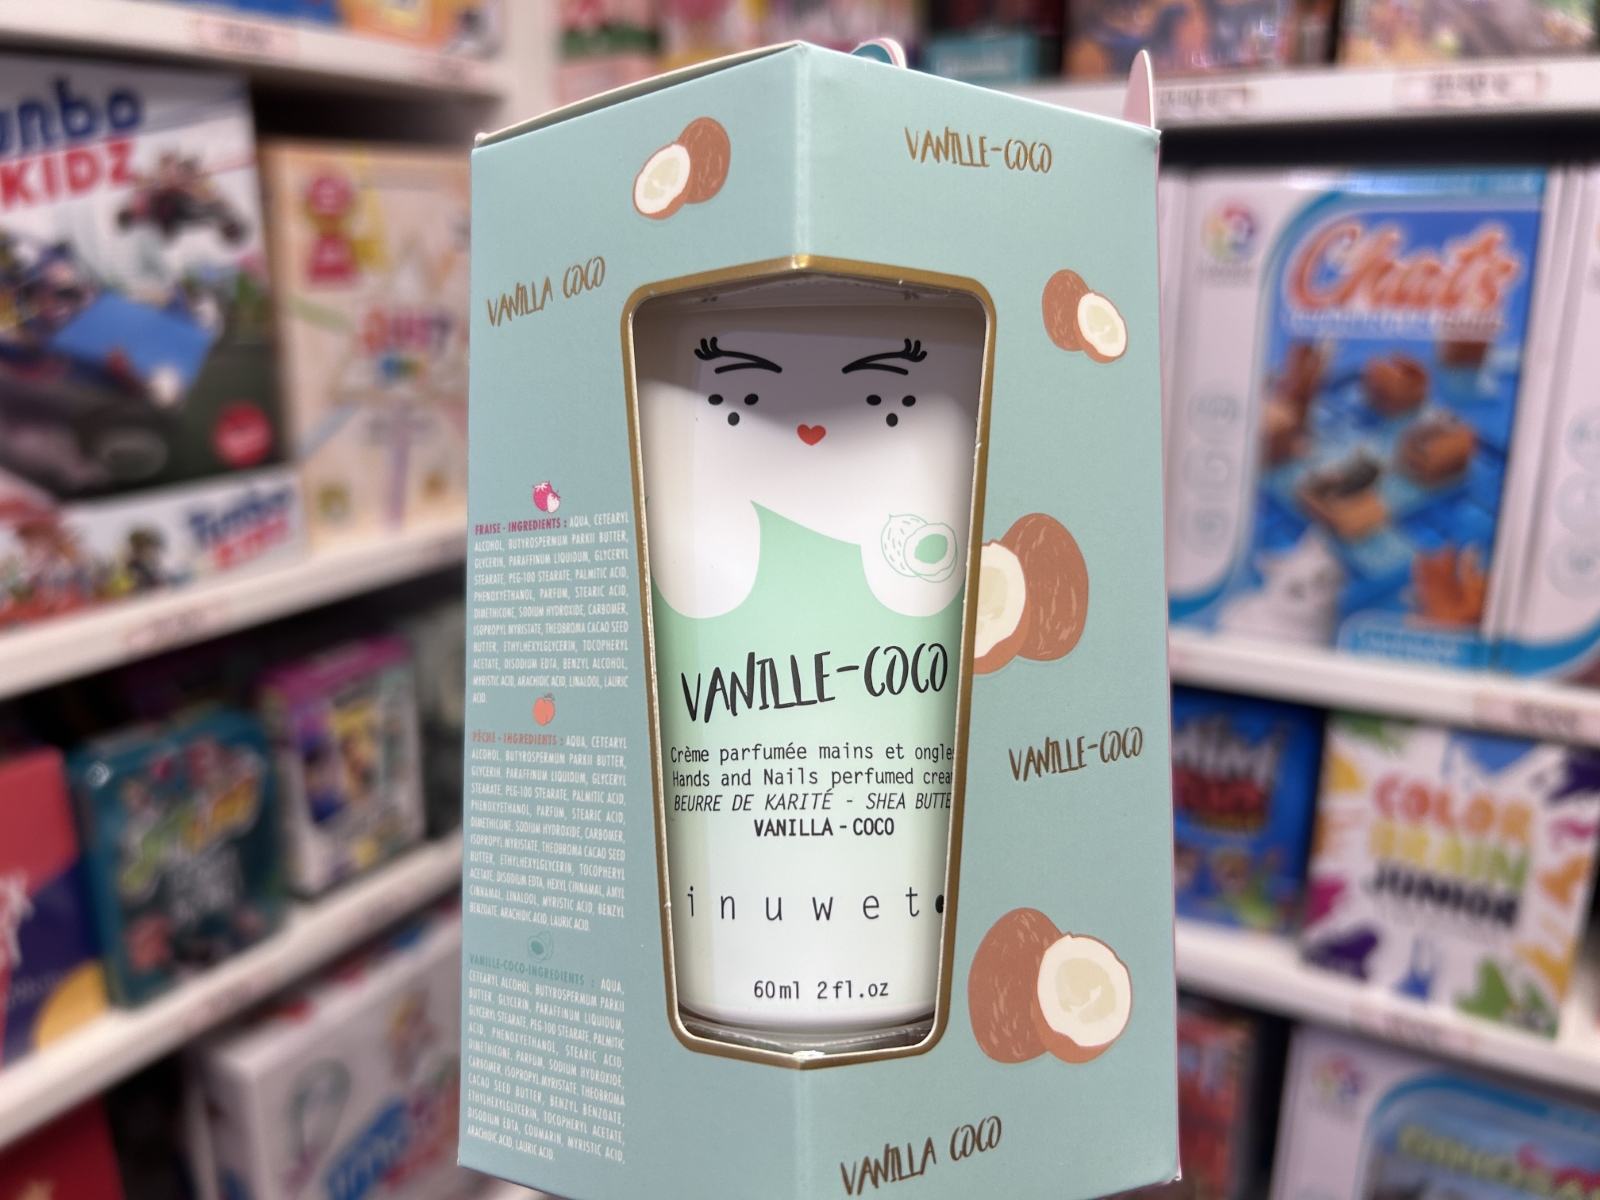 VANILLE-COCO
VANILLA COCO
FRAISE - INGREDIENTS : AQUA, CETEARYL
ALCOHOL, BUTYROSPERMUM PARKII BUTTER,
GLYCERIN, PARAFFINUM LIQUIDUM, GLYCERYL
STEARATE, PEG-100 STEARATE, PALMITIC ACID,
PHENOXYETHANOL, PARFUM, STEARIC ACID,
DIMETHICONE, SODIUM HYDROXIDE, CARBOMER,
ISOPROPYL MYRISTATE, THEOBROMA CACAO SEED
BUTTER, ETHYLHEXYLGLYCERIN, TOCOPHERYL
ACETATE, DISODIUM EDTA, BENZYL ALCOHOL,
MYRISTIC ACID, ARACHIDIC ACID, LINALOOL, LAURIC
ACID.
PÊCHE - INGREDIENTS : AQUA, CETEARYL
ALCOHOL, BUTYROSPERMUM PARKII BUTTER,
GLYCERIN, PARAFFINUM LIQUIDUM, GLYCERYL
STEARATE, PEG-100 STEARATE, PALMITIC ACID,
PHENOXYETHANOL, PARFUM, STEARIC ACID,
DIMETHICONE, SODIUM HYDROXIDE, CARBOMER,
ISOPROPYL MYRISTATE, THEOBROMA CACAO SEED
BUTTER, ETHYLHEXYLGLYCERIN, TOCOPHERYL
ACETATE, DISODIUM EDTA, HEXYL CINNAMAL, AMYL
CINNAMAL, LINALOOL, MYRISTIC ACID, BENZYL
BENZOATE, ARACHIDIC ACID, LAURIC ACID.
VANILLE-COCO-INGREDIENTS : AQUA,
CETEARYL ALCOHOL, BUTYROSPERMUM PARKII
BUTTER, GLYCERIN, PARAFFINUM LIQUIDUM,
GLYCERYL STEARATE, PEG-100 STEARATE, PALMITIC
ACID, PHENOXYETHANOL, STEARIC ACID,
DIMETHICONE, PARFUM, SODIUM HYDROXIDE,
CARBOMER, ISOPROPYL MYRISTATE, THEOBROMA
CACAO SEED BUTTER, BENZYL BENZOATE,
ETHYLHEXYLGLYCERIN, TOCOPHERYL ACETATE,
DISODIUM EDTA, COUMARIN, MYRISTIC ACID,
ARACHIDIC ACID, LAURIC ACID.
VANILLE-COCO
Crème parfumée mains et ongle
Hands and Nails perfumed crea
BEURRE DE KARITÉ - SHEA BUTTE
VANILLA - COCO
inuwet
60ml 2fl.oz
VANILLE-COCO
VANILLA COCO
KIDZ
Chats
COLOR
BRAIN
JUNIOR